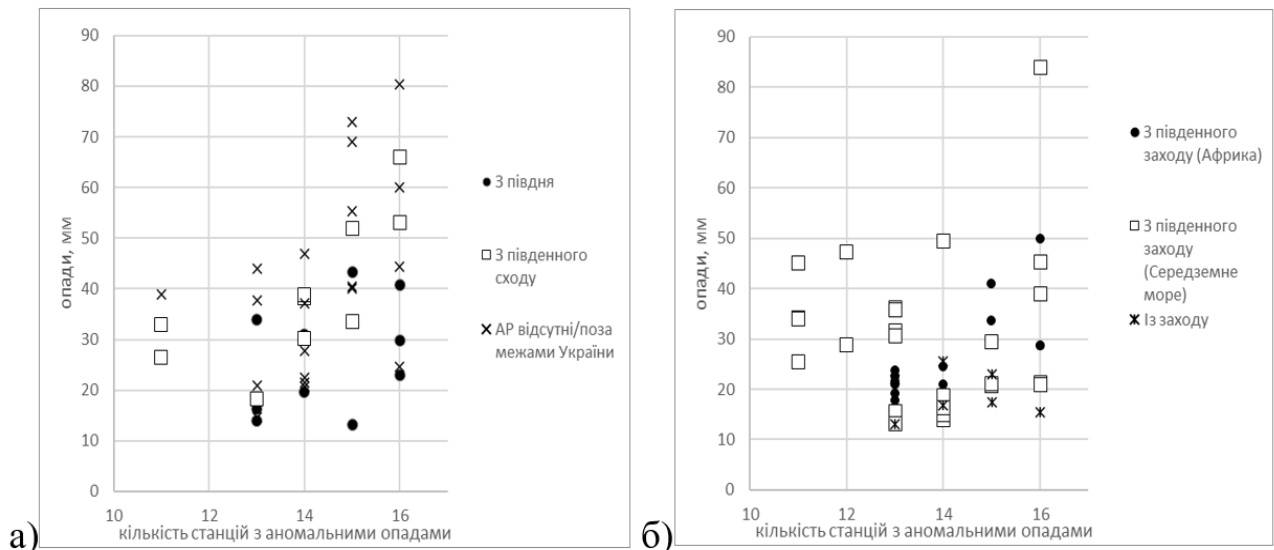 90
80
70
60
50
40
30
20
10
0
опади, мм
10 12 14 16
кількість станцій з аномальними опадами
З півдня
З південного
сходу
АР відсутні/поза
межами України
а)
90
80
70
60
50
40
30
20
10
0
опади, мм
10 12 14 16
кількість станцій з аномальними опадами
З південного
заходу (Африка)
З південного
заходу
(Середземне
море)
Із заходу
б)